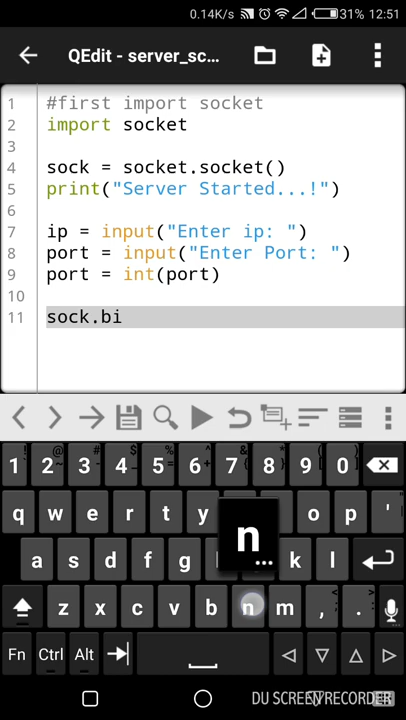 0.14K/s 31% 12:51
QEdit - server_sc...
1 #first import socket
2 import socket
3
4 sock = socket.socket()
5 print("Server Started...!")
6
7 ip = input("Enter ip: ")
8 port = input("Enter Port: ")
9 port = int(port)
10
11 sock.bi
1 2 3 4 5 6 7 8 9 0
q w e r t y o p '
n
...
a s d f g k l
z x c v b n m , .
Fn Ctrl Alt
DU SCREEN RECORDER